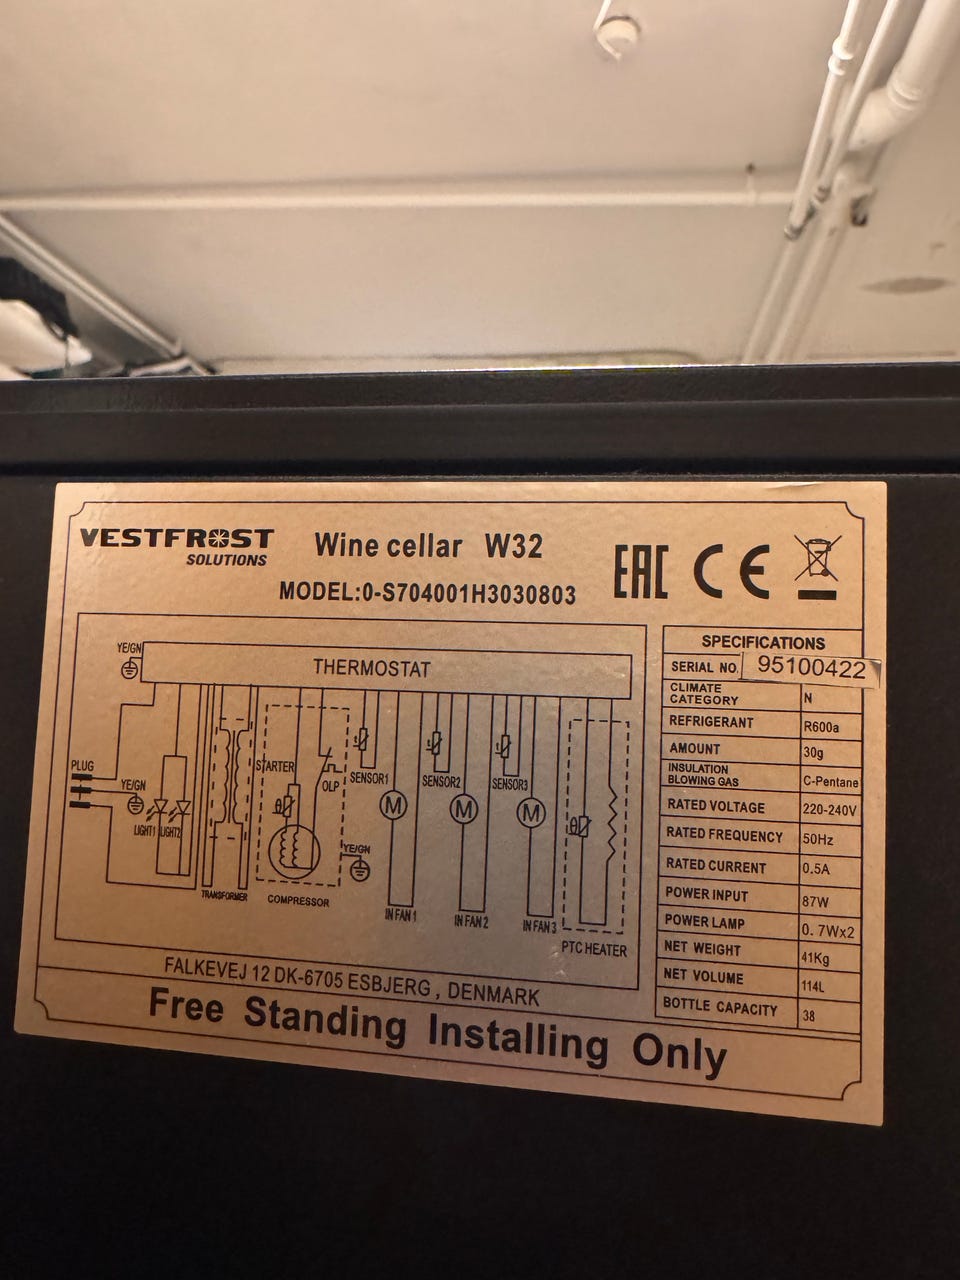 VESTFROST
SOLUTIONS
Wine cellar W32
MODEL:0-S704001H3030803
EAC CE
YE/GN
THERMOSTAT
PLUG
YE/GN
LIGHT1 LIGHT2
TRANSFORMER
STARTER
OLP
θ
COMPRESSOR
YE/GN
t
SENSOR1
M
IN FAN 1
t
SENSOR2
M
IN FAN 2
t
SENSOR3
M
IN FAN 3
θ
PTC HEATER
SPECIFICATIONS
SERIAL NO. 95100422
CLIMATE CATEGORY N
REFRIGERANT R600a
AMOUNT 30g
INSULATION BLOWING GAS C-Pentane
RATED VOLTAGE 220-240V
RATED FREQUENCY 50Hz
RATED CURRENT 0.5A
POWER INPUT 87W
POWER LAMP 0.7Wx2
NET WEIGHT 41Kg
NET VOLUME 114L
BOTTLE CAPACITY 38
FALKEVEJ 12 DK-6705 ESBJERG , DENMARK
Free Standing Installing Only